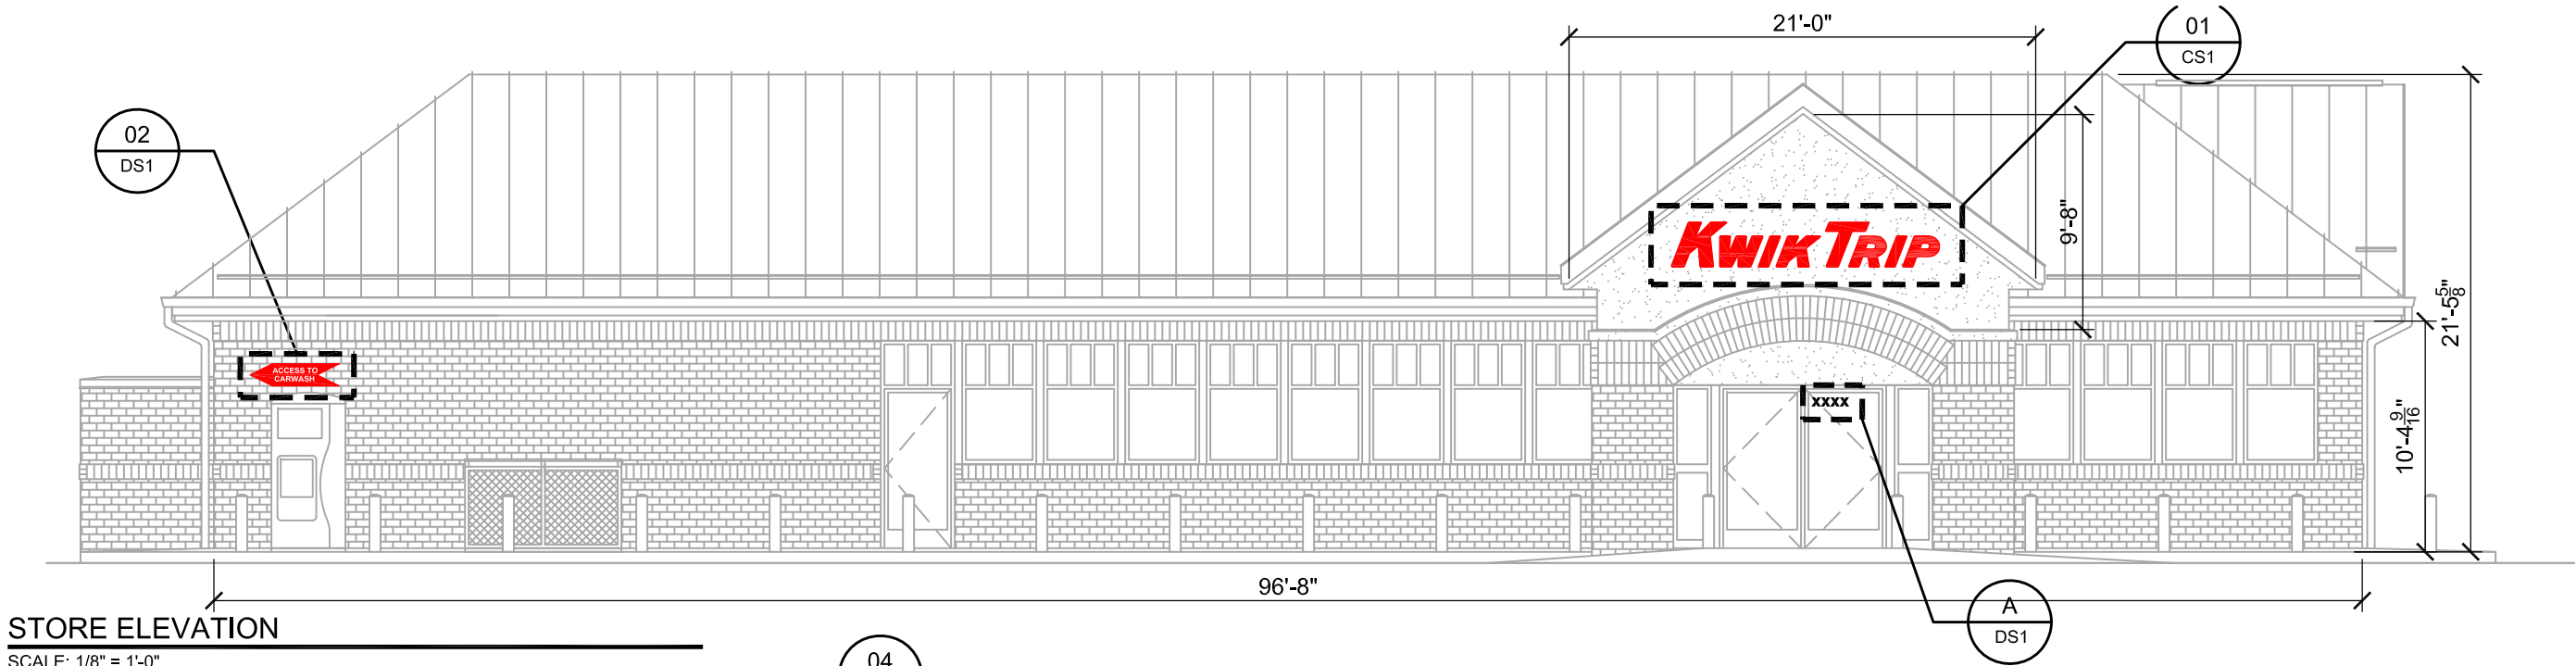 21'-0"
01
CS1
02
DS1
KWIK TRIP
9'-8"
21'-5 5/8"
ACCESS TO
CARWASH
xxxx
10'-4 9/16"
96'-8"
A
DS1
STORE ELEVATION
SCALE: 1/8" = 1'-0"
04